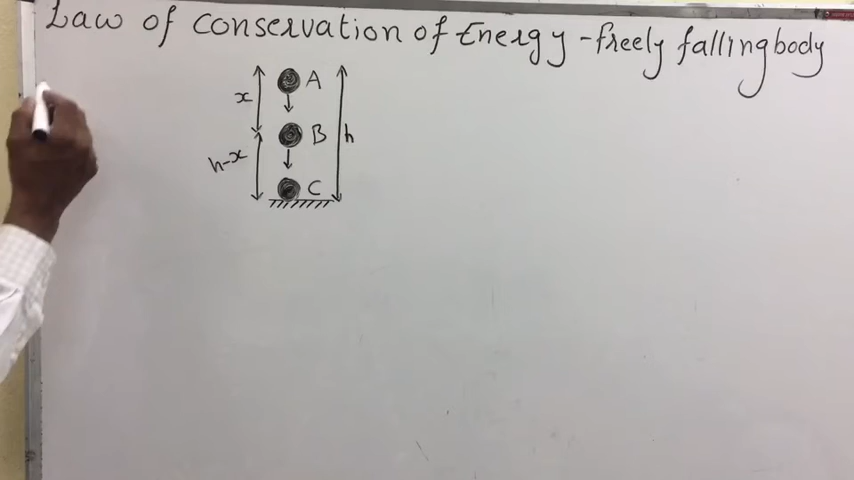 Law of conservation of Energy - freely falling body
A
x
B
h
h-x
C